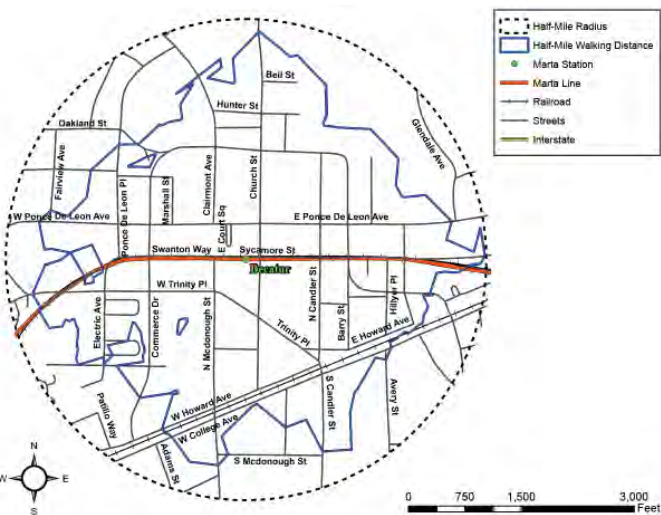 Half-Mile Radius
Half-Mile Walking Distance
Marta Station
Marta Line
Railroad
Streets
Interstate
Bell St
Hunter St
Oakland St
Glendale Ave
Fairview Ave
Ponce De Leon Pl
Marshall St
Clairmont Ave
Church St
E Court Sq
W Ponce De Leon Ave
E Ponce De Leon Ave
Swanton Way
Sycamore St
Decatur
W Trinity Pl
Electric Ave
Commerce Dr
N Mcdonough St
Trinity Pl
N Candler St
Barry St
Hillyer Pl
E Howard Ave
W Howard Ave
W College Ave
S Candler St
Avery St
Patillo Way
Adams St
S Mcdonough St
N
W
E
S
0 750 1,500 3,000
Feet